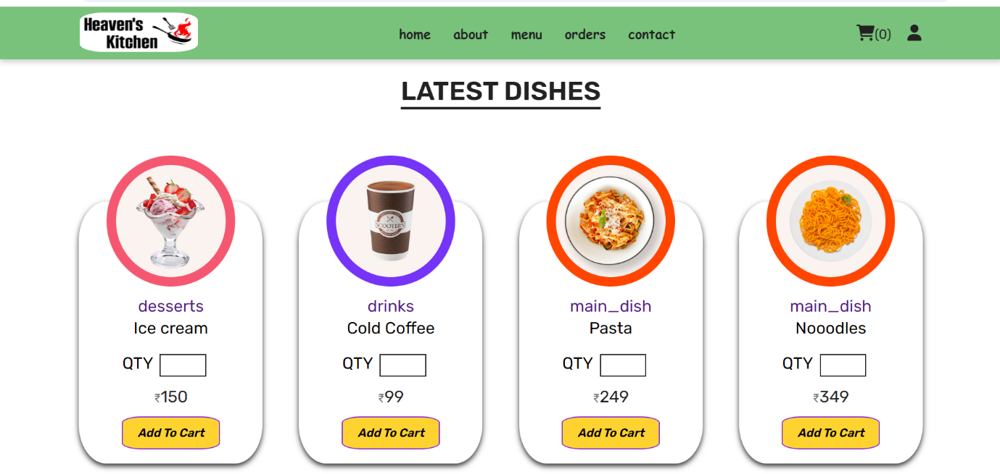 Heaven's
Kitchen
home about menu orders contact (0)
LATEST DISHES
SCOOTER'S
desserts drinks main_dish main_dish
Ice cream Cold Coffee Pasta Nooodles
QTY QTY QTY QTY
₹150 ₹99 ₹249 ₹349
Add To Cart Add To Cart Add To Cart Add To Cart